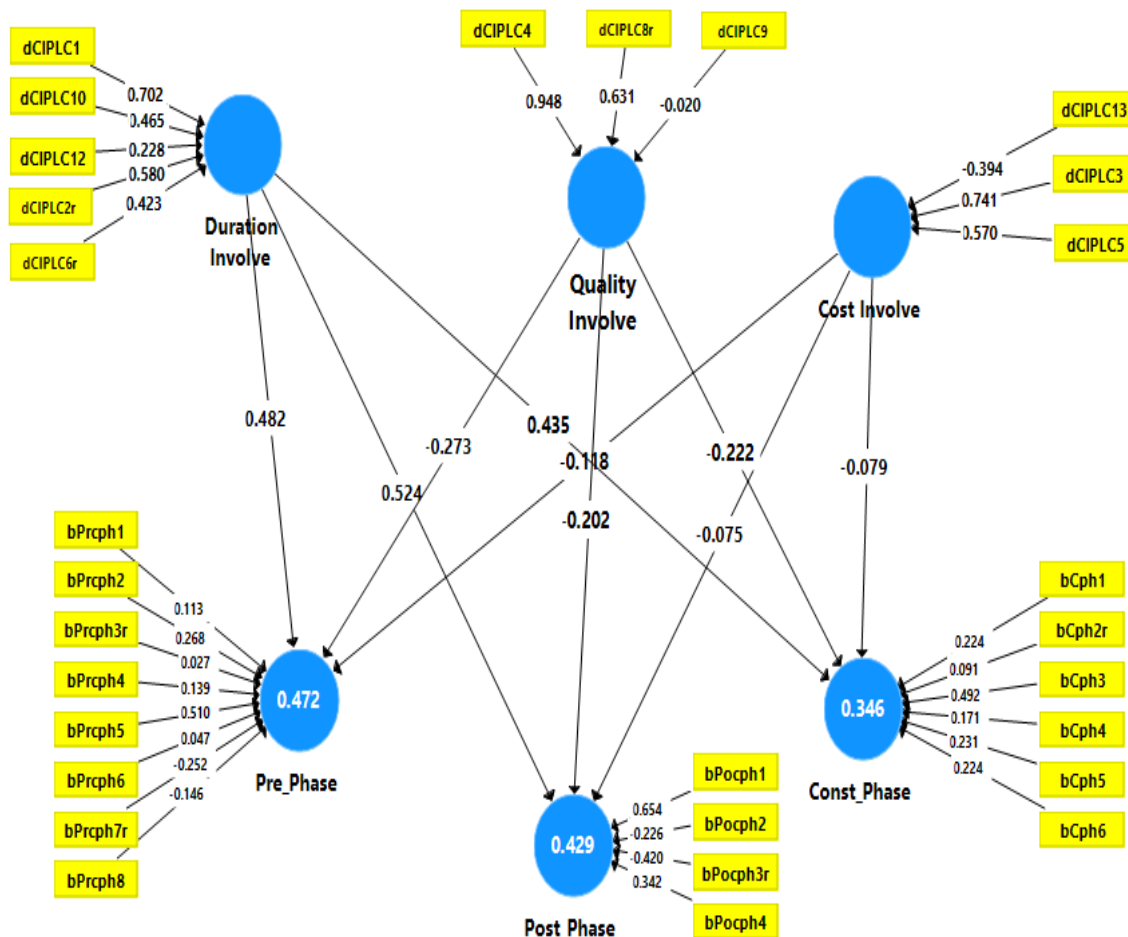 dCIPLC1
dCIPLC10
dCIPLC12
dCIPLC2r
dCIPLC6r
0.702
0.465
0.228
0.580
0.423
Duration
Involve
dCIPLC4
dCIPLC8r
dCIPLC9
0.948
0.631
-0.020
Quality
Involve
dCIPLC13
dCIPLC3
dCIPLC5
-0.394
0.741
0.570
Cost Involve
0.482
-0.273
0.524
0.435
-0.118
-0.202
-0.222
-0.075
-0.079
bPrcph1
bPrcph2
bPrcph3r
bPrcph4
bPrcph5
bPrcph6
bPrcph7r
bPrcph8
0.113
0.268
0.027
0.139
0.510
0.047
-0.252
-0.146
0.472
Pre_Phase
0.429
Post Phase
0.654
-0.226
-0.420
0.342
bPocph1
bPocph2
bPocph3r
bPocph4
0.346
Const_Phase
0.224
0.091
0.492
0.171
0.231
0.224
bCph1
bCph2r
bCph3
bCph4
bCph5
bCph6